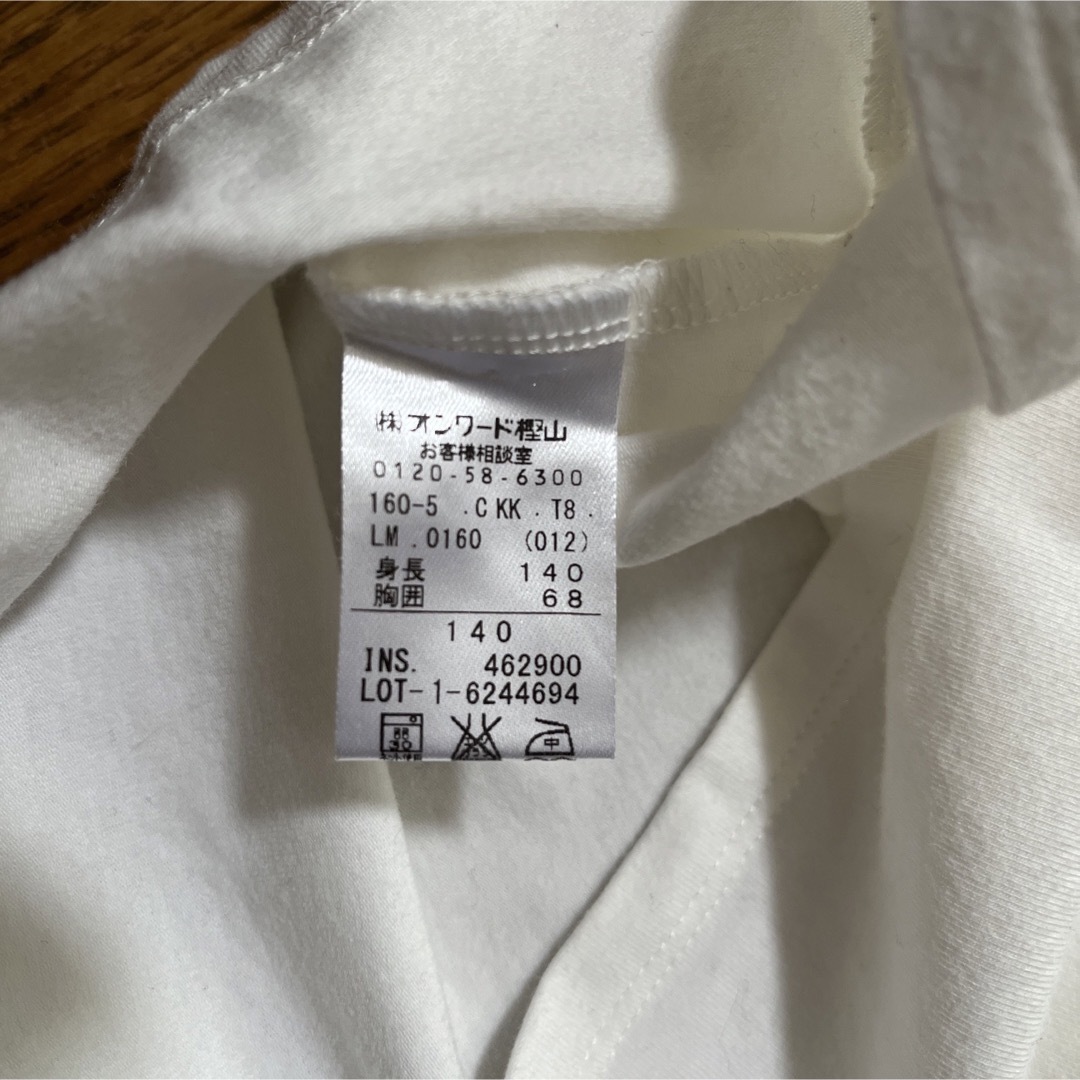 (株)オンワード樫山
お客様相談室
0120-58-6300
160-5 .CKK . T8 .
LM .0160 (012)
身長 140
胸囲 68
140
INS. 462900
LOT-1-6244694
中